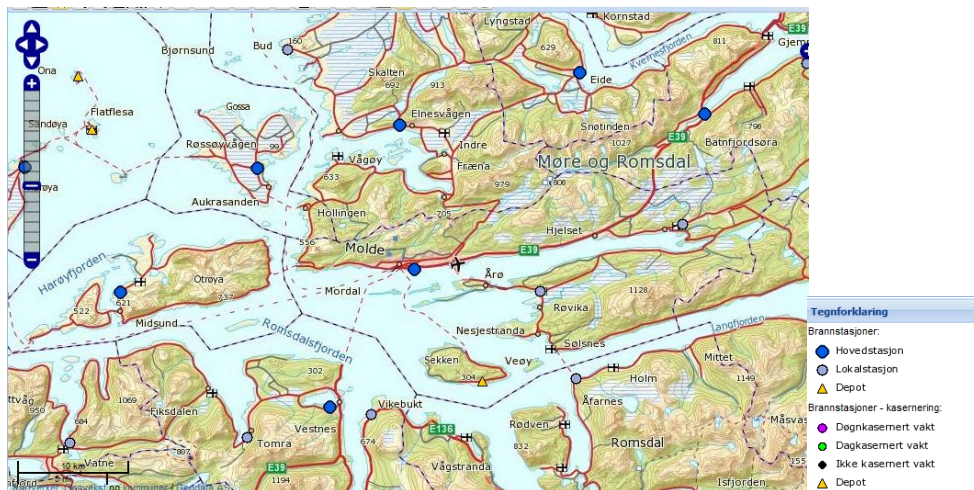 Lyngstad
Kornstad
E39
Bjørnsund
Bud
160
629
811
Gjem
Kvernesfjorden
Ona
Skalten
692
913
Eide
Flatflesa
Gossa
Elnesvågen
Sandøya
Snøtinden
E39
798
Røssøyvågen
99
Indre
1027
Batnfjordsøra
Vågøy
Fræna
Møre og Romsdal
633
979
808
Aukrasanden
Hollingen
705
556
Molde
Hjelset
E39
Harøyfjorden
Otrøya
Årø
621
737
Mordal
1128
522
Røvika
Midsund
Romsdalsfjorden
Nesjestranda
Langfjorden
Sølsnes
Sekken
Veøy
302
304
Mittet
Holm
1149
1069
Åfarnes
Vikebukt
950
Fiksdalen
684
Vestnes
E136
Rødven
674
Tomra
832
Romsdal
807
Vatne
Vågstranda
10 km
E39
1194
Isfjorden
Tegnforklaring
Brannstasjoner:
Hovedstasjon
Lokalstasjon
Depot
Brannstasjoner - kasernering:
Døgnkasernert vakt
Dagkasernert vakt
Ikke kasernert vakt
Depot